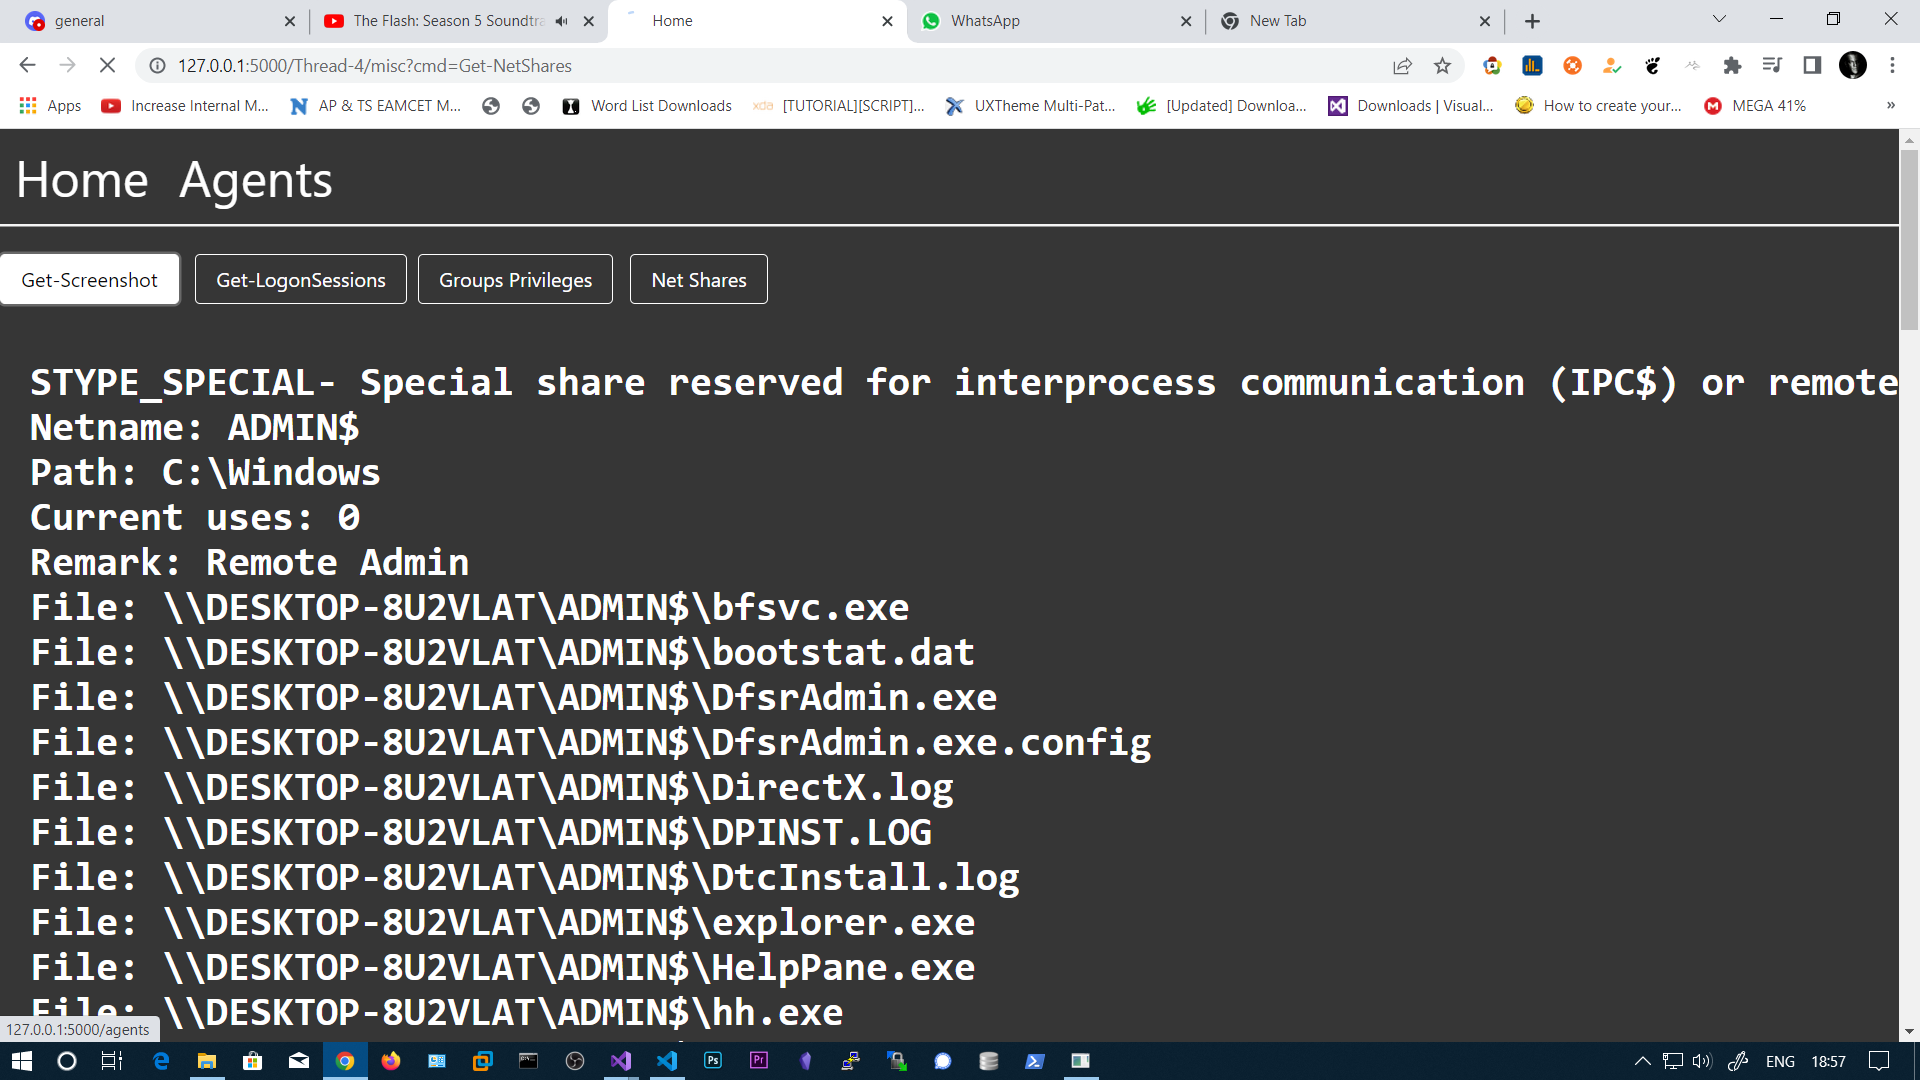 general
The Flash: Season 5 Soundtra
Home
WhatsApp
New Tab
127.0.0.1:5000/Thread-4/misc?cmd=Get-NetShares
Apps
Increase Internal M...
AP & TS EAMCET M...
Word List Downloads
xda
[TUTORIAL][SCRIPT]...
UXTheme Multi-Pat...
[Updated] Downloa...
Downloads | Visual...
How to create your...
MEGA 41%
»
Home Agents
Get-Screenshot
Get-LogonSessions
Groups Privileges
Net Shares
STYPE_SPECIAL- Special share reserved for interprocess communication (IPC$) or remote
Netname: ADMIN$
Path: C:\Windows
Current uses: 0
Remark: Remote Admin
File: \\DESKTOP-8U2VLAT\ADMIN$\bfsvc.exe
File: \\DESKTOP-8U2VLAT\ADMIN$\bootstat.dat
File: \\DESKTOP-8U2VLAT\ADMIN$\DfsrAdmin.exe
File: \\DESKTOP-8U2VLAT\ADMIN$\DfsrAdmin.exe.config
File: \\DESKTOP-8U2VLAT\ADMIN$\DirectX.log
File: \\DESKTOP-8U2VLAT\ADMIN$\DPINST.LOG
File: \\DESKTOP-8U2VLAT\ADMIN$\DtcInstall.log
File: \\DESKTOP-8U2VLAT\ADMIN$\explorer.exe
File: \\DESKTOP-8U2VLAT\ADMIN$\HelpPane.exe
File: \\DESKTOP-8U2VLAT\ADMIN$\hh.exe
127.0.0.1:5000/agents
Ps
Pr
ENG
18:57